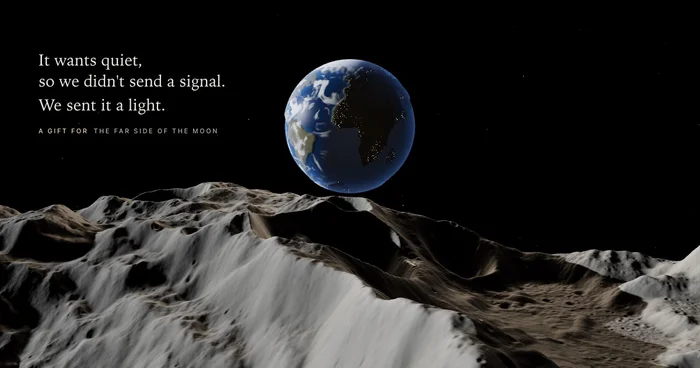 It wants quiet,
so we didn't send a signal.
We sent it a light.
A GIFT FOR THE FAR SIDE OF THE MOON